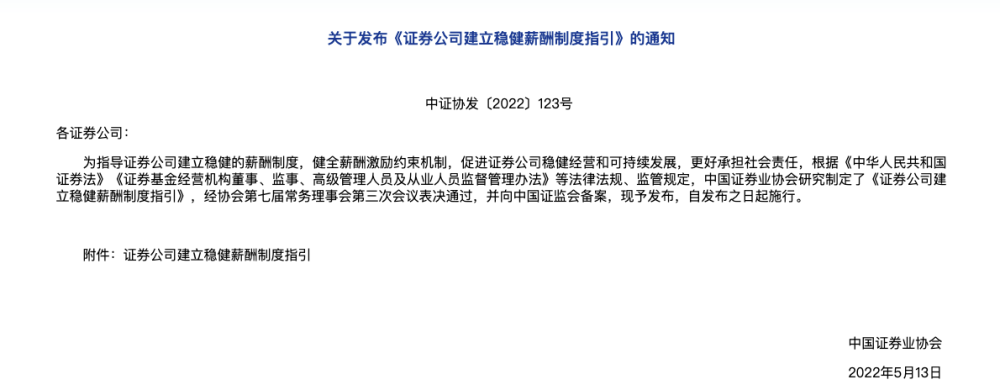 关于发布《证券公司建立稳健薪酬制度指引》的通知
中证协发〔2022〕123号
各证券公司：
为指导证券公司建立稳健的薪酬制度，健全薪酬激励约束机制，促进证券公司稳健经营和可持续发展，更好承担社会责任，根据《中华人民共和国
证券法》《证券基金经营机构董事、监事、高级管理人员及从业人员监督管理办法》等法律法规、监管规定，中国证券业协会研究制定了《证券公司建
立稳健薪酬制度指引》，经协会第七届常务理事会第三次会议表决通过，并向中国证监会备案，现予发布，自发布之日起施行。
附件：证券公司建立稳健薪酬制度指引
中国证券业协会
2022年5月13日